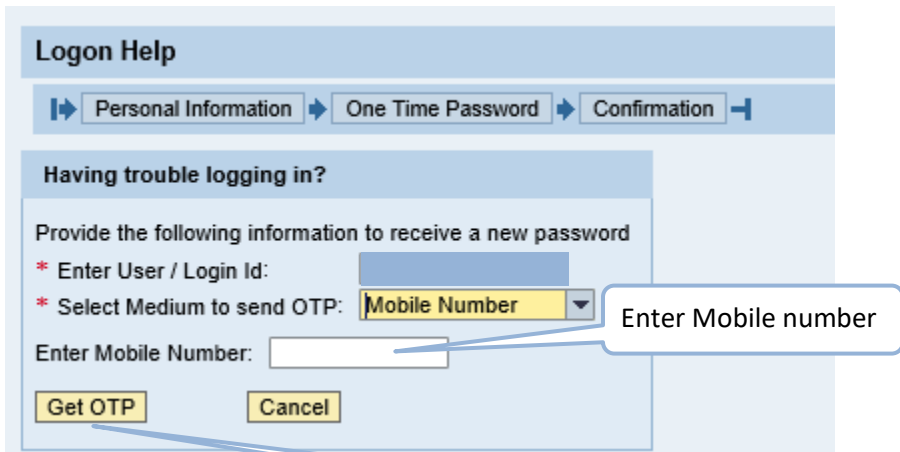 Logon Help
Personal Information One Time Password Confirmation
Having trouble logging in?
Provide the following information to receive a new password
* Enter User / Login Id:
* Select Medium to send OTP: Mobile Number
Enter Mobile number
Enter Mobile Number:
Get OTP Cancel